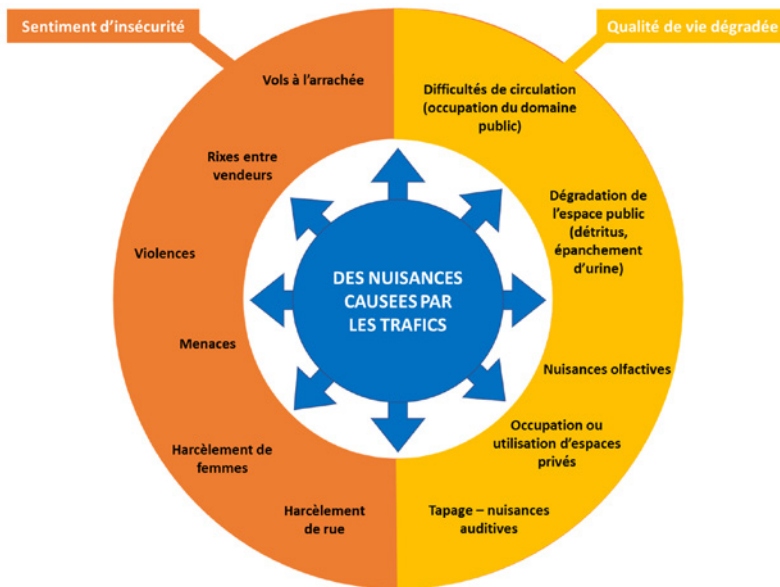 Sentiment d'insécurité
Qualité de vie dégradée
Vols à l'arrachée
Rixes entre
vendeurs
Violences
Menaces
Harcèlement de
femmes
Harcèlement
de rue
DES NUISANCES
CAUSEES PAR
LES TRAFICS
Difficultés de circulation
(occupation du domaine
public)
Dégradation de
l'espace public
(détritus,
épanchement
d'urine)
Nuisances olfactives
Occupation ou
utilisation d'espaces
privés
Tapage – nuisances
auditives